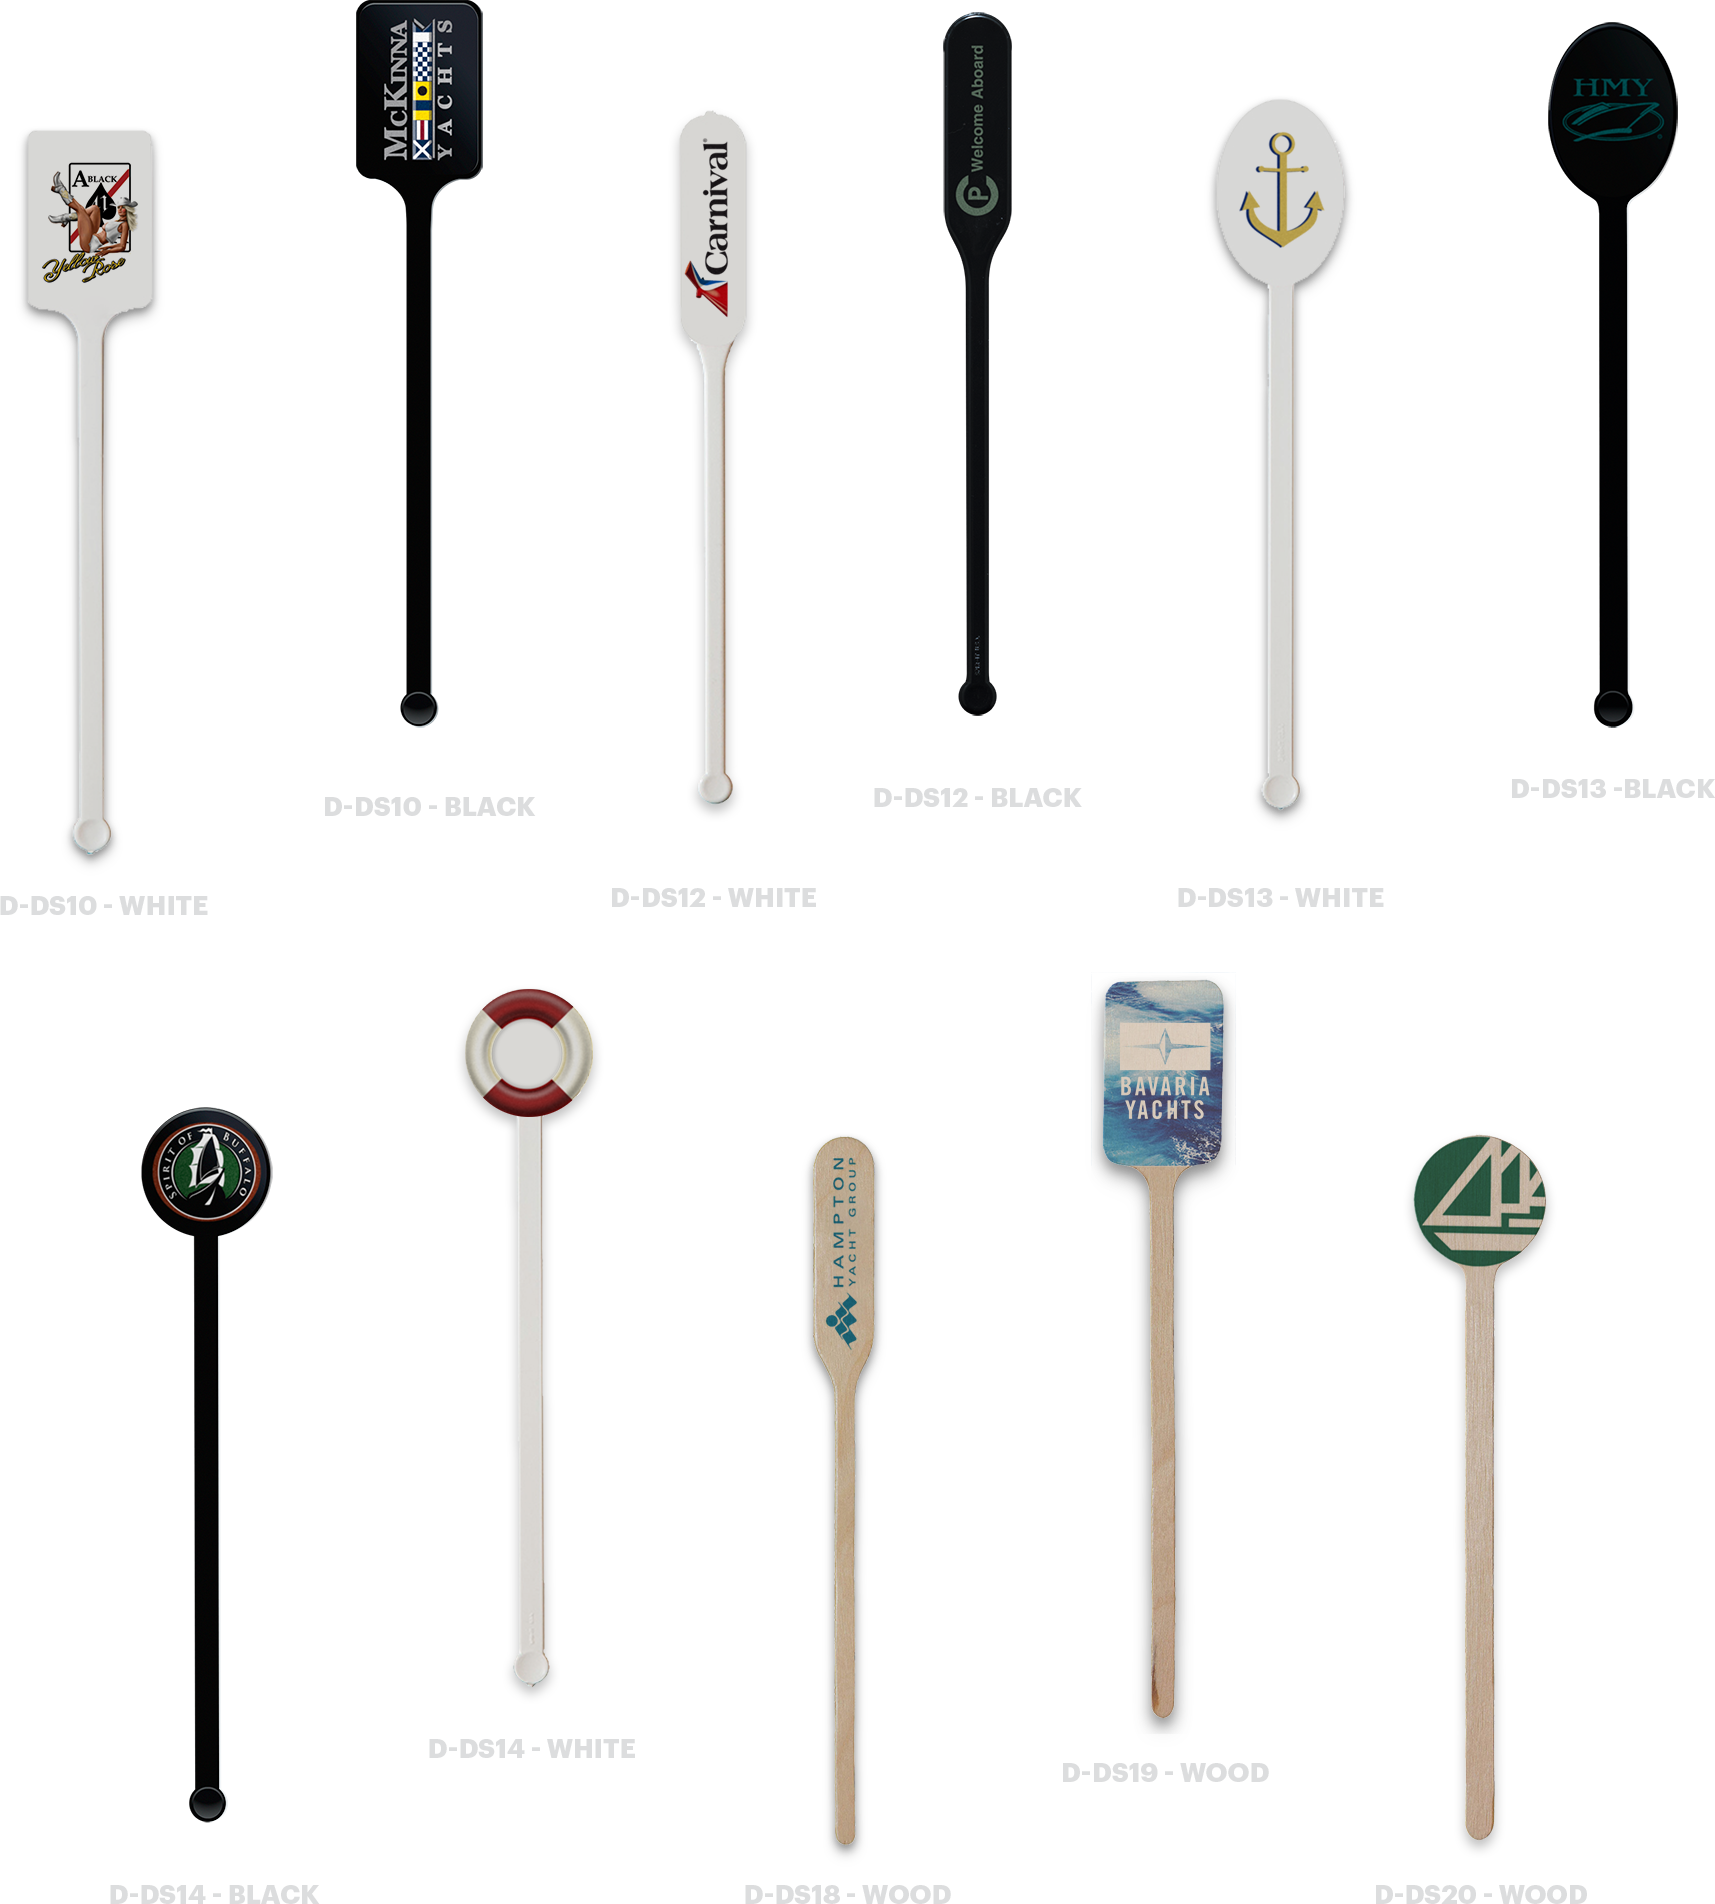 A BLACK
Yellow
Rose
McKINNA
YACHTS
Carnival®
P Welcome Aboard
HMY
D-DS10 - WHITE
D-DS10 - BLACK
D-DS12 - WHITE
D-DS12 - BLACK
D-DS13 - WHITE
D-DS13 -BLACK
SPIRIT OF BUFFALO
HAMPTON
YACHT GROUP
BAVARIA
YACHTS
D-DS14 - BLACK
D-DS14 - WHITE
D-DS18 - WOOD
D-DS19 - WOOD
D-DS20 - WOOD